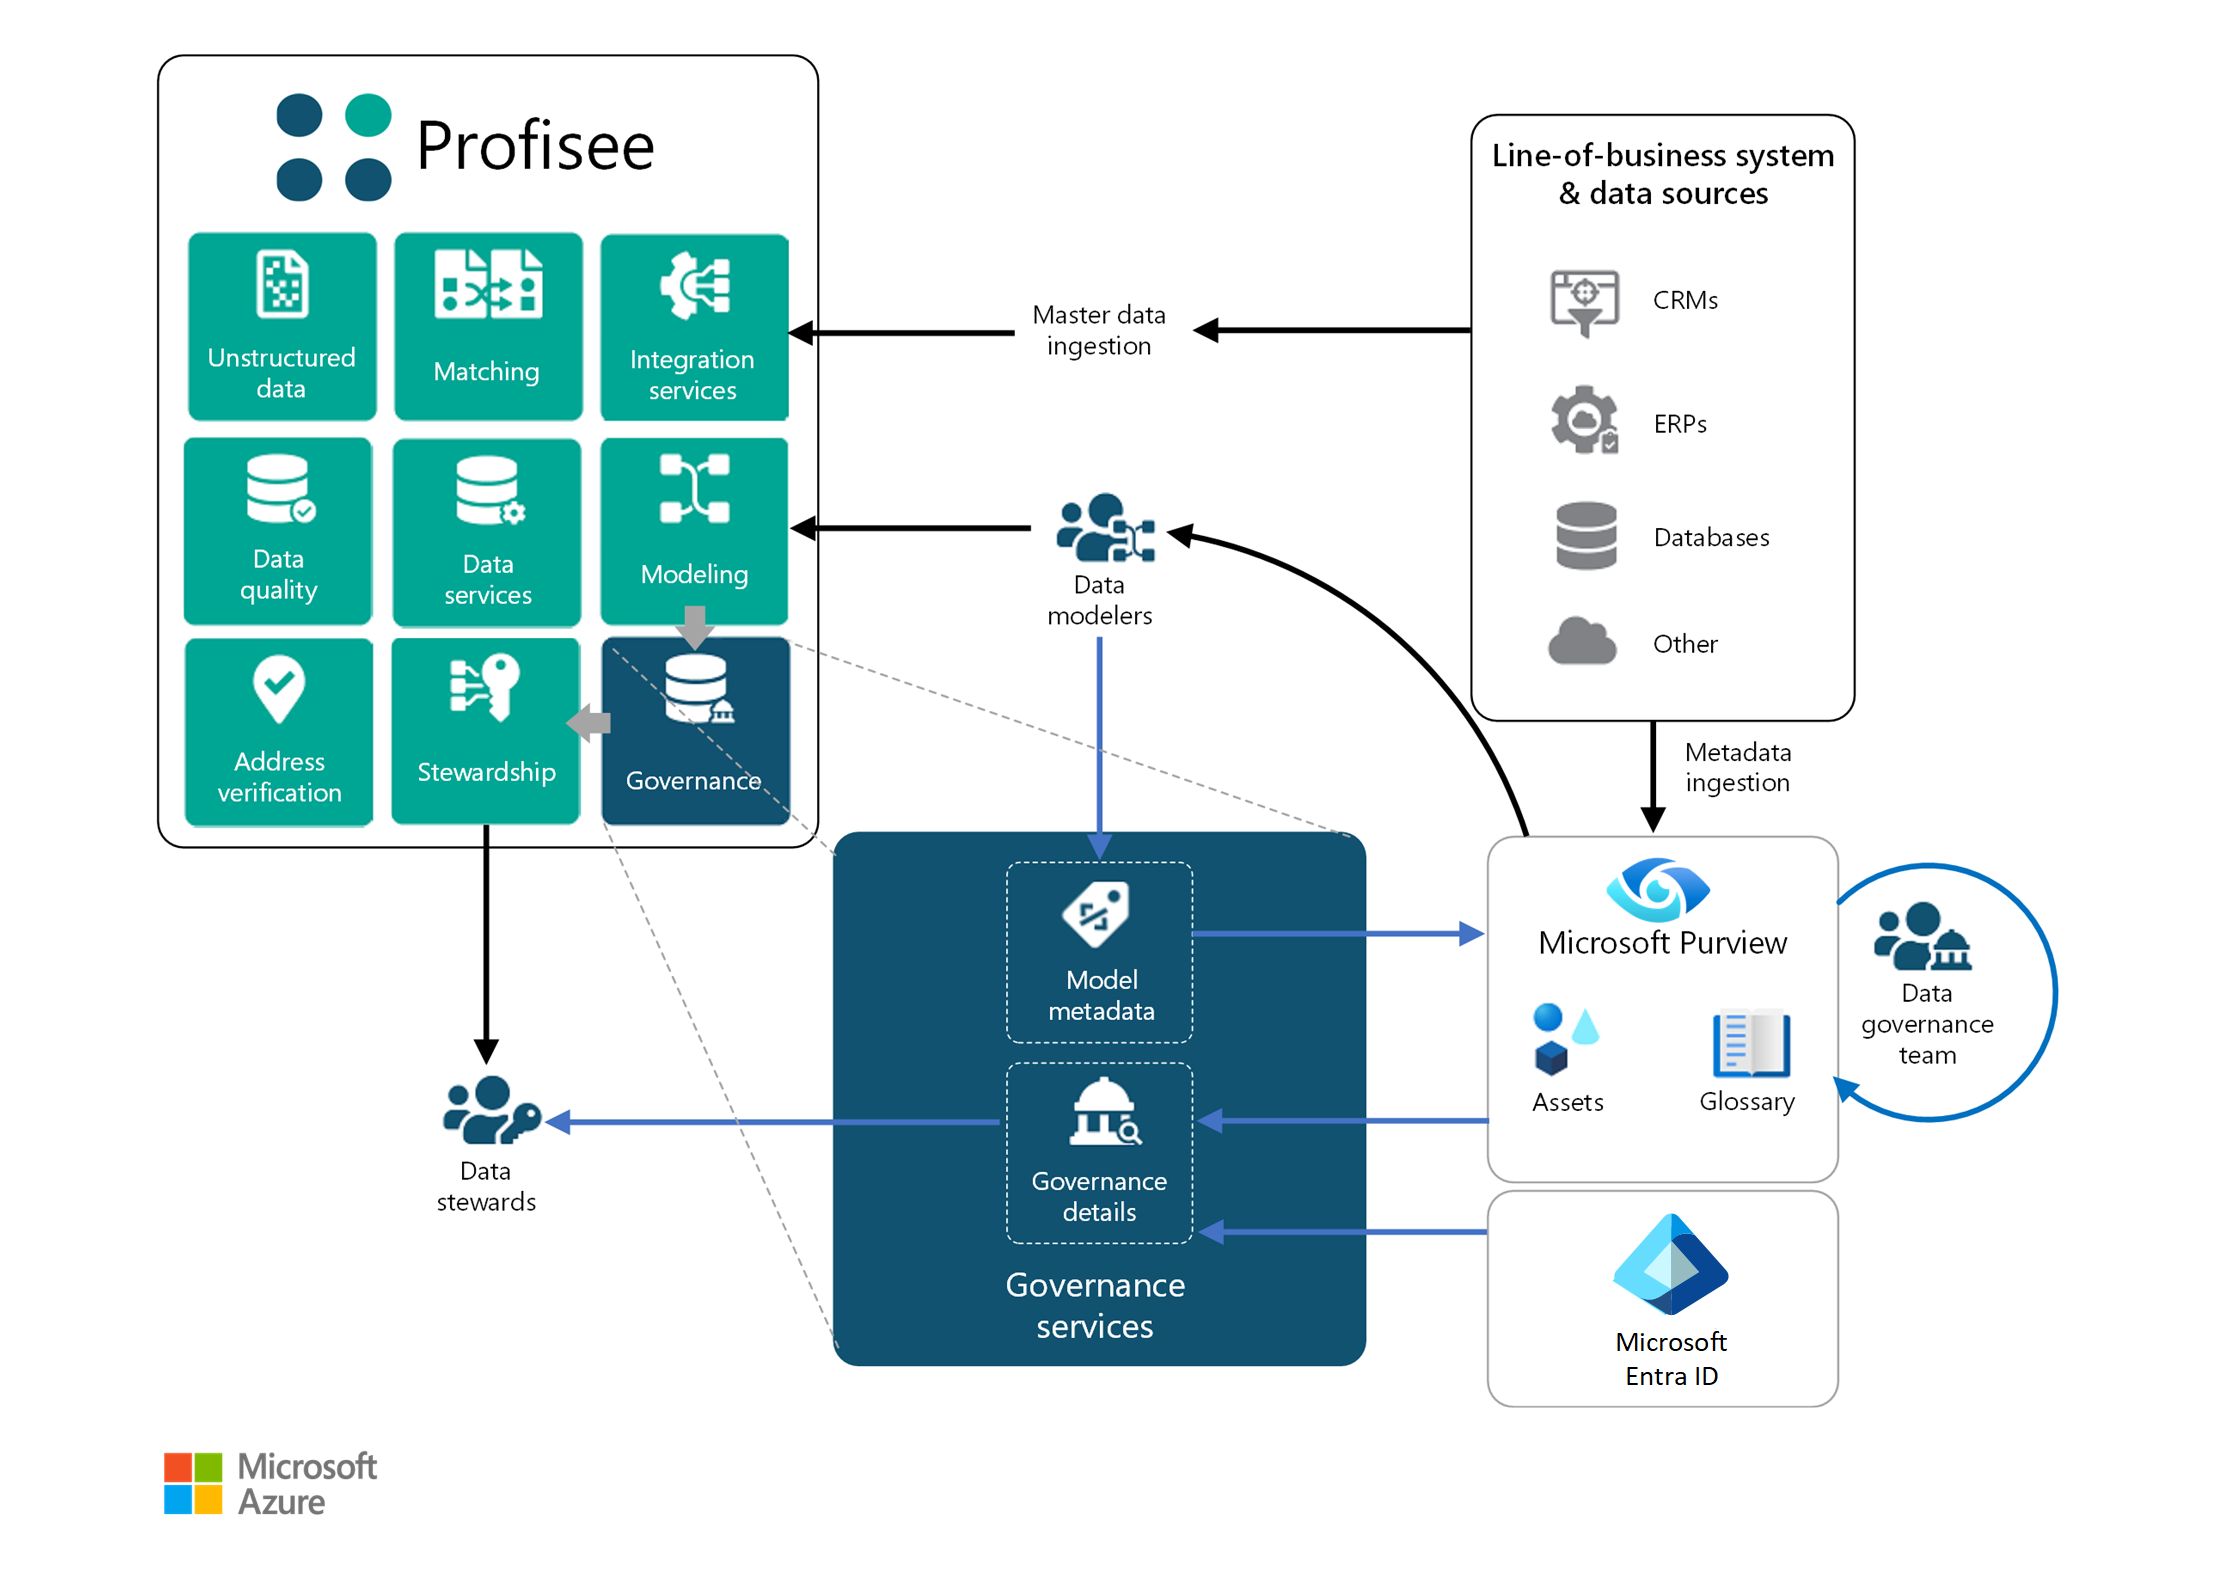 Profisee
Unstructured
data
Matching
Integration
services
Data
quality
Data
services
Modeling
Address
verification
Stewardship
Governance
Master data
ingestion
Data
modelers
Line-of-business system
& data sources
CRMs
ERPs
Databases
Other
Metadata
ingestion
Model
metadata
Governance
details
Governance
services
Microsoft Purview
Assets
Glossary
Data
governance
team
Data
stewards
Microsoft
Entra ID
Microsoft
Azure